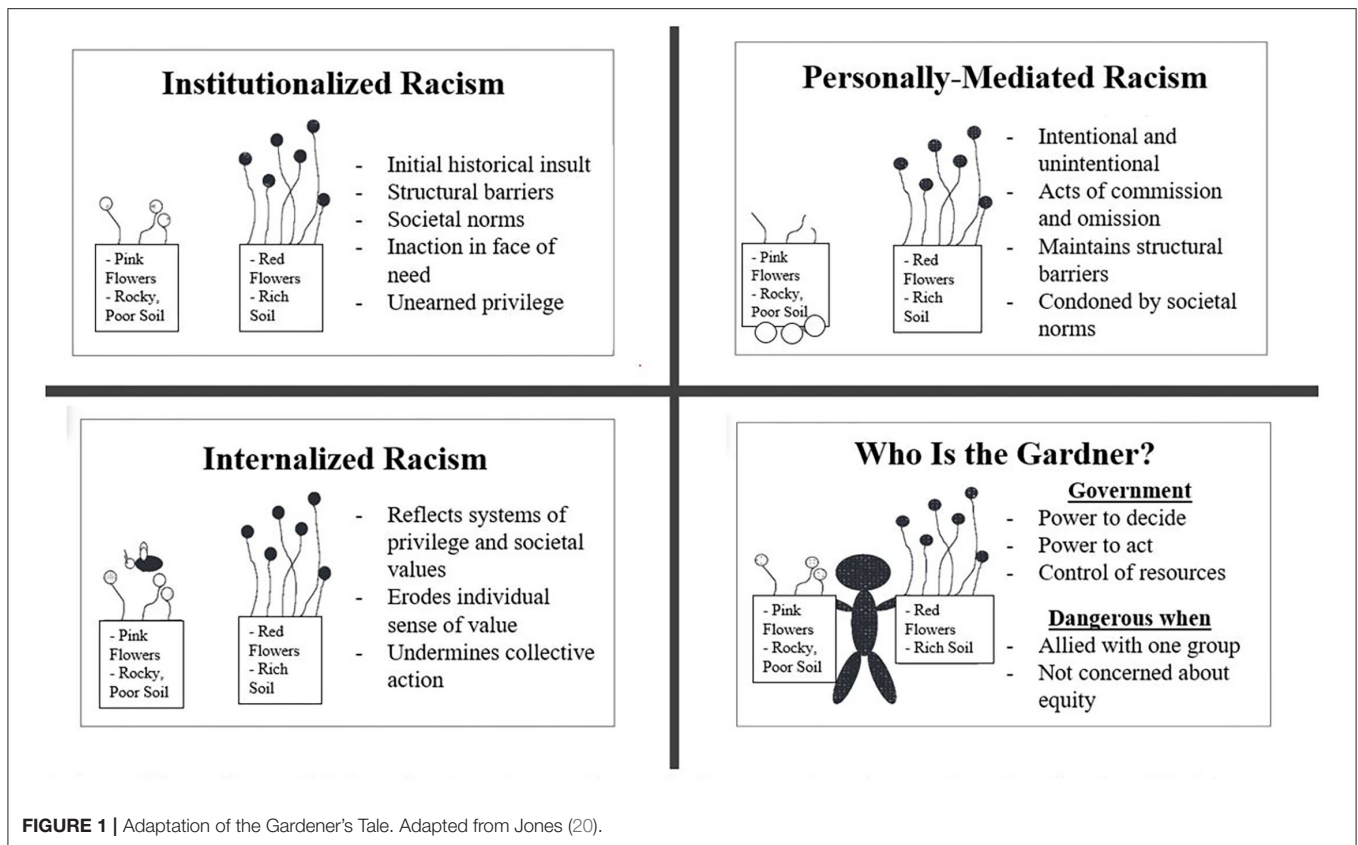 Institutionalized Racism
- Pink
Flowers
- Rocky,
Poor Soil
- Red
Flowers
- Rich
Soil
- Initial historical insult
- Structural barriers
- Societal norms
- Inaction in face of
need
- Unearned privilege
Personally-Mediated Racism
- Pink
Flowers
- Rocky,
Poor Soil
- Red
Flowers
- Rich
Soil
- Intentional and
unintentional
- Acts of commission
and omission
- Maintains structural
barriers
- Condoned by societal
norms
Internalized Racism
- Pink
Flowers
- Rocky,
Poor Soil
- Red
Flowers
- Rich
Soil
- Reflects systems of
privilege and societal
values
- Erodes individual
sense of value
- Undermines collective
action
Who Is the Gardner?
- Pink
Flowers
- Rocky,
Poor Soil
- Red
Flowers
- Rich Soil
Government
- Power to decide
- Power to act
- Control of resources
Dangerous when
- Allied with one group
- Not concerned about
equity
FIGURE 1 | Adaptation of the Gardener's Tale. Adapted from Jones (20).